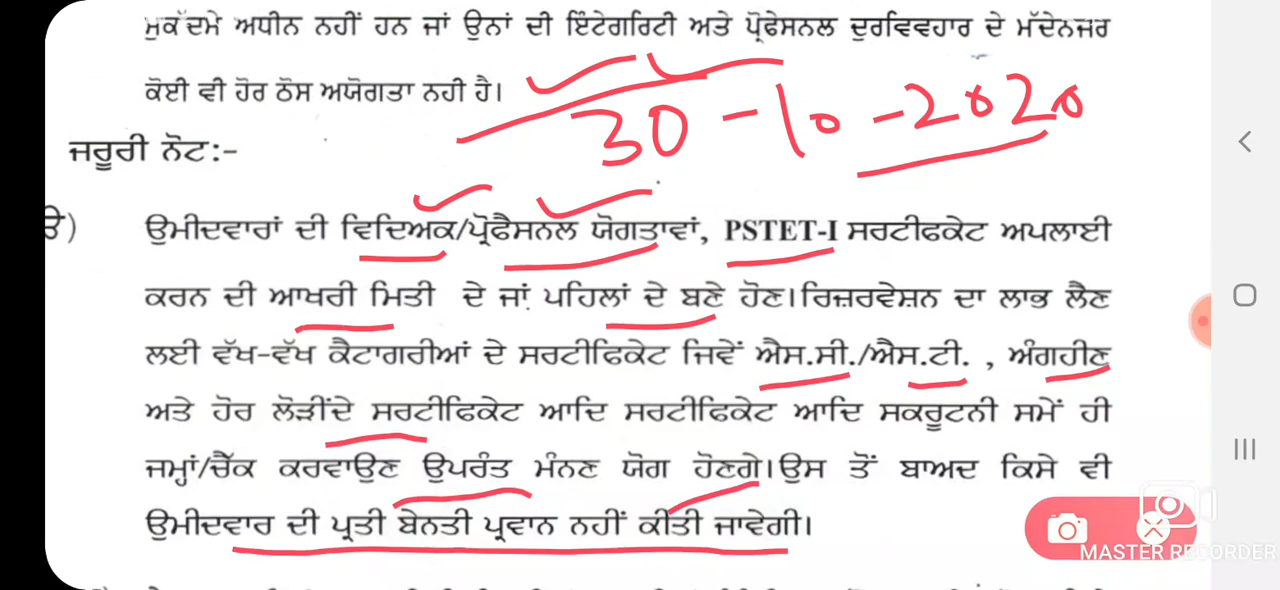 ਮੁਕੱਦਮੇ ਅਧੀਨ ਨਹੀਂ ਹਨ ਜਾਂ ਉਨਾਂ ਦੀ ਇੰਟੇਗਰਿਟੀ ਅਤੇ ਪ੍ਰੋਫੇਸਨਲ ਦੁਰਵਿਵਹਾਰ ਦੇ ਮੱਦੇਨਜਰ
ਕੋਈ ਵੀ ਹੋਰ ਠੋਸ ਅਯੋਗਤਾ ਨਹੀ ਹੈ।
30-10-2020
ਜਰੂਰੀ ਨੋਟ:-
ੳ) ਉਮੀਦਵਾਰਾਂ ਦੀ ਵਿਦਿਅਕ/ਪ੍ਰੋਫੈਸਨਲ ਯੋਗਤਾਵਾਂ, PSTET-I ਸਰਟੀਫਕੇਟ ਅਪਲਾਈ
ਕਰਨ ਦੀ ਆਖਰੀ ਮਿਤੀ ਦੇ ਜਾਂ ਪਹਿਲਾਂ ਦੇ ਬਣੇ ਹੋਣ।ਰਿਜ਼ਰਵੇਸ਼ਨ ਦਾ ਲਾਭ ਲੈਣ
ਲਈ ਵੱਖ-ਵੱਖ ਕੈਟਾਗਰੀਆਂ ਦੇ ਸਰਟੀਫਿਕੇਟ ਜਿਵੇਂ ਐਸ.ਸੀ./ਐਸ.ਟੀ. , ਅੰਗਹੀਣ
ਅਤੇ ਹੋਰ ਲੋੜੀਂਦੇ ਸਰਟੀਫਿਕੇਟ ਆਦਿ ਸਰਟੀਫਿਕੇਟ ਆਦਿ ਸਕਰੂਟਨੀ ਸਮੇਂ ਹੀ
ਜਮ੍ਹਾਂ/ਚੈੱਕ ਕਰਵਾਉਣ ਉਪਰੰਤ ਮੰਨਣ ਯੋਗ ਹੋਣਗੇ।ਉਸ ਤੋਂ ਬਾਅਦ ਕਿਸੇ ਵੀ
ਉਮੀਦਵਾਰ ਦੀ ਪ੍ਰਤੀ ਬੇਨਤੀ ਪ੍ਰਵਾਨ ਨਹੀਂ ਕੀਤੀ ਜਾਵੇਗੀ।
MASTER RECORDER